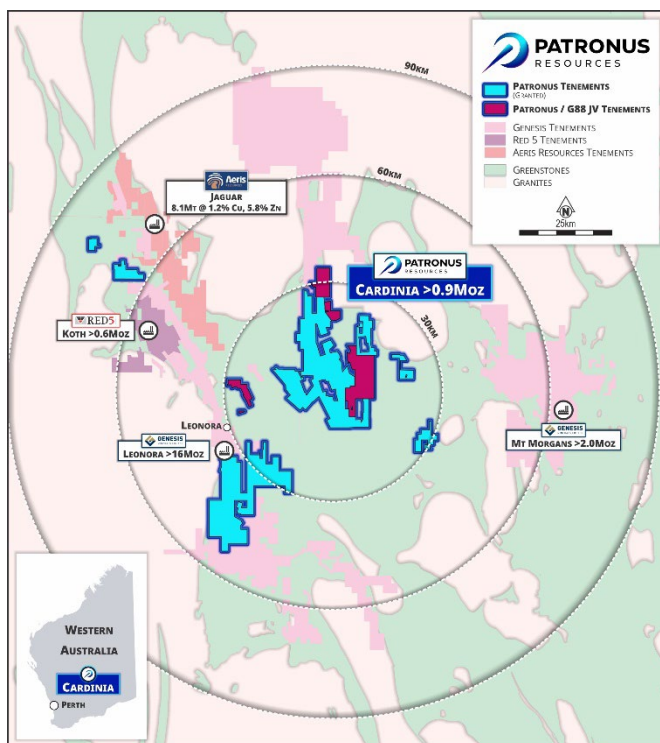 90KM
PATRONUS
RESOURCES
PATRONUS TENEMENTS
(GRANTED)
PATRONUS / G88 JV TENEMENTS
GENESIS TENEMENTS
RED 5 TENEMENTS
AERIS RESOURCES TENEMENTS
GREENSTONES
GRANITES
N
25KM
60KM
Aeris
JAGUAR
8.1MT @ 1.2% CU, 5.8% ZN
PATRONUS
RESOURCES
CARDINIA >0.9MOZ
30KM
RED5
KOTH >0.6MOZ
LEONORA
GENESIS
LEONORA >16MOZ
GENESIS
MT MORGANS >2.0MOZ
WESTERN
AUSTRALIA
CARDINIA
PERTH